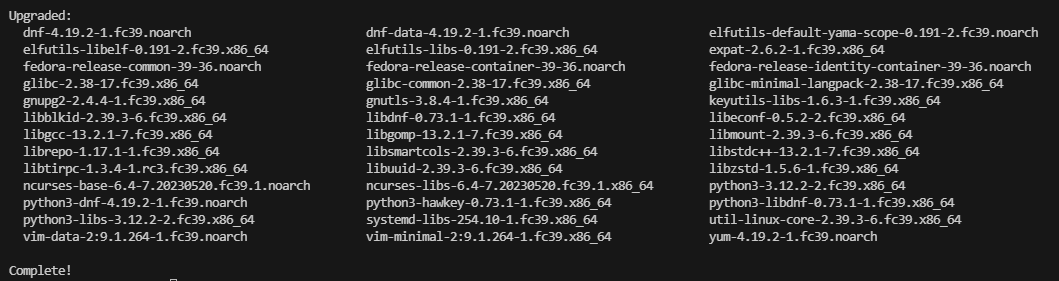 Upgraded:
dnf-4.19.2-1.fc39.noarch dnf-data-4.19.2-1.fc39.noarch elfutils-default-yama-scope-0.191-2.fc39.noarch
elfutils-libelf-0.191-2.fc39.x86_64 elfutils-libs-0.191-2.fc39.x86_64 expat-2.6.2-1.fc39.x86_64
fedora-release-common-39-36.noarch fedora-release-container-39-36.noarch fedora-release-identity-container-39-36.noarch
glibc-2.38-17.fc39.x86_64 glibc-common-2.38-17.fc39.x86_64 glibc-minimal-langpack-2.38-17.fc39.x86_64
gnupg2-2.4.4-1.fc39.x86_64 gnutls-3.8.4-1.fc39.x86_64 keyutils-libs-1.6.3-1.fc39.x86_64
libblkid-2.39.3-6.fc39.x86_64 libdnf-0.73.1-1.fc39.x86_64 libeconf-0.5.2-2.fc39.x86_64
libgcc-13.2.1-7.fc39.x86_64 libgomp-13.2.1-7.fc39.x86_64 libmount-2.39.3-6.fc39.x86_64
librepo-1.17.1-1.fc39.x86_64 libsmartcols-2.39.3-6.fc39.x86_64 libstdc++-13.2.1-7.fc39.x86_64
libtirpc-1.3.4-1.rc3.fc39.x86_64 libuuid-2.39.3-6.fc39.x86_64 libzstd-1.5.6-1.fc39.x86_64
ncurses-base-6.4-7.20230520.fc39.1.noarch ncurses-libs-6.4-7.20230520.fc39.1.x86_64 python3-3.12.2-2.fc39.x86_64
python3-dnf-4.19.2-1.fc39.noarch python3-hawkey-0.73.1-1.fc39.x86_64 python3-libdnf-0.73.1-1.fc39.x86_64
python3-libs-3.12.2-2.fc39.x86_64 systemd-libs-254.10-1.fc39.x86_64 util-linux-core-2.39.3-6.fc39.x86_64
vim-data-2:9.1.264-1.fc39.noarch vim-minimal-2:9.1.264-1.fc39.x86_64 yum-4.19.2-1.fc39.noarch
Complete!